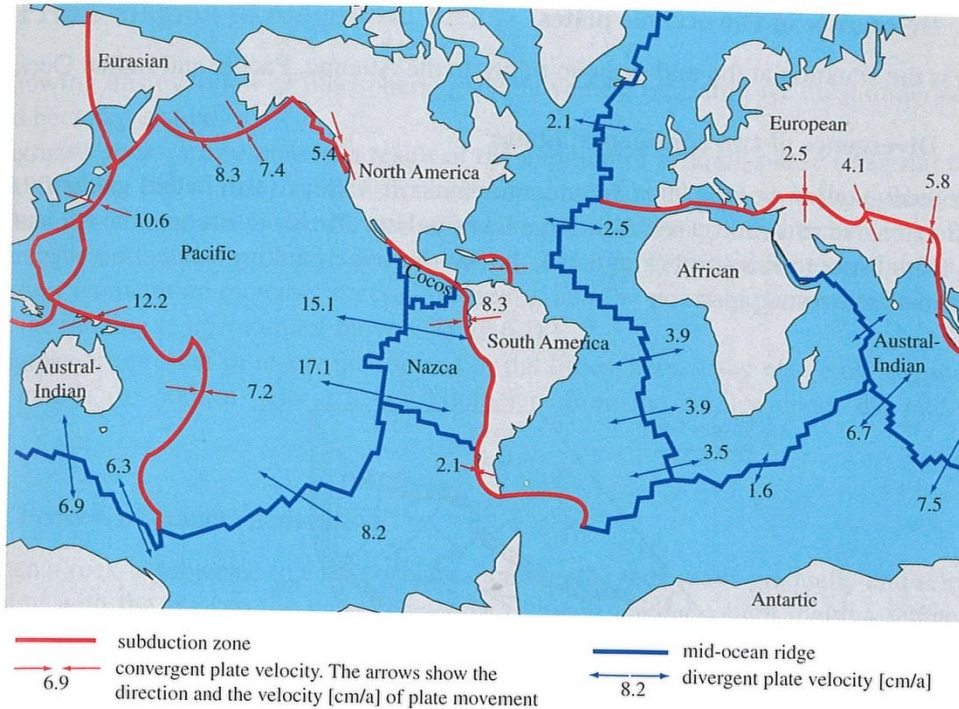 Eurasian
2.1
European
2.5
4.1
5.8
8.3
7.4
5.4
North America
10.6
Pacific
2.5
African
Cocos
12.2
15.1
8.3
South America
Austral-
Indian
17.1
Nazca
3.9
Austral-
Indian
7.2
3.9
6.7
6.3
2.1
3.5
6.9
1.6
7.5
8.2
Antartic
subduction zone
convergent plate velocity. The arrows show the
6.9 direction and the velocity [cm/a] of plate movement
mid-ocean ridge
divergent plate velocity [cm/a]
8.2